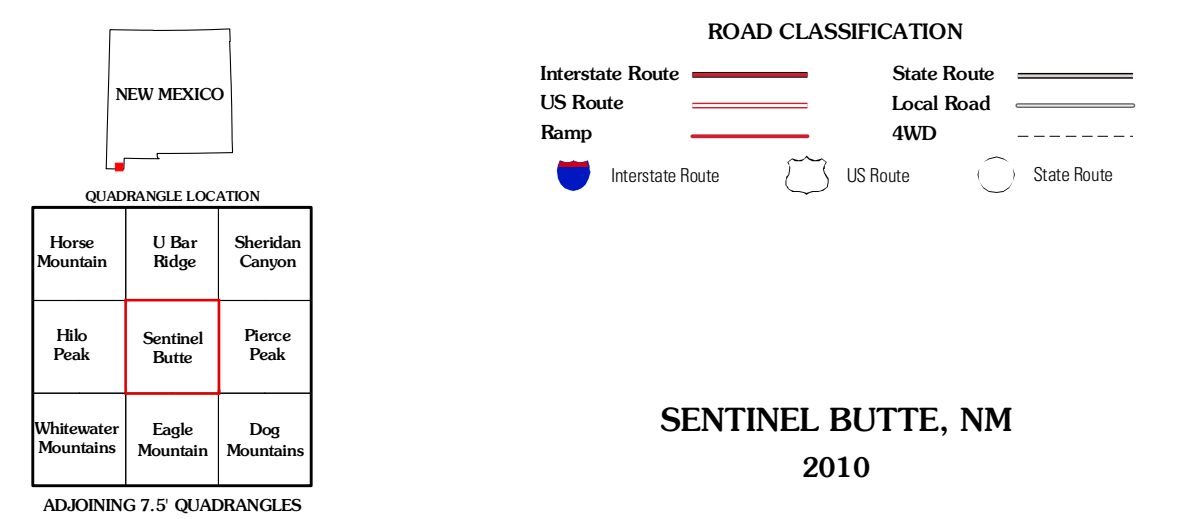 NEW MEXICO
QUADRANGLE LOCATION
Horse
Mountain
U Bar
Ridge
Sheridan
Canyon
Hilo
Peak
Sentinel
Butte
Pierce
Peak
Whitewater
Mountains
Eagle
Mountain
Dog
Mountains
ADJOINING 7.5' QUADRANGLES
ROAD CLASSIFICATION
Interstate Route
State Route
US Route
Local Road
Ramp
4WD
Interstate Route
US Route
State Route
SENTINEL BUTTE, NM
2010